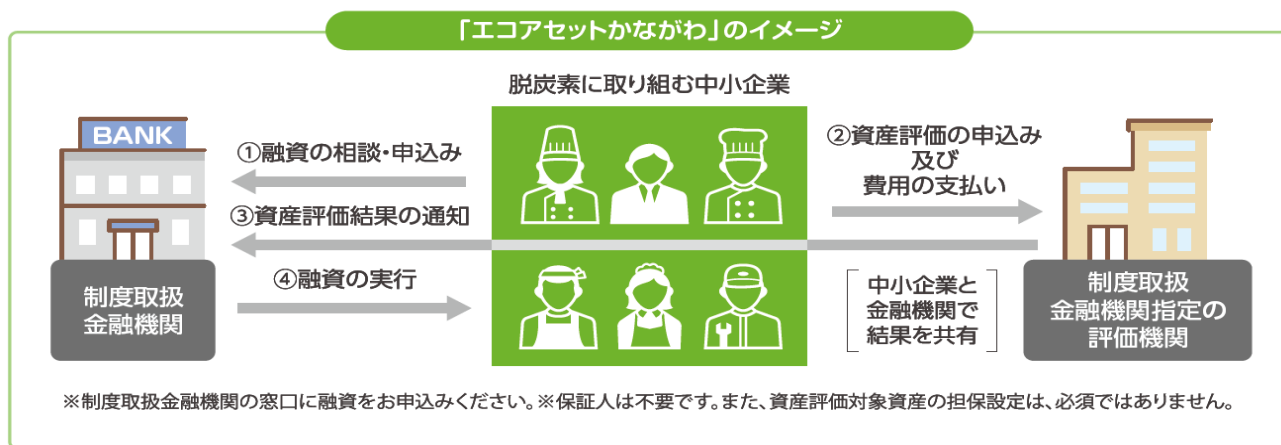 「エコアセットかながわ」のイメージ
脱炭素に取り組む中小企業
BANK
①融資の相談・申込み
②資産評価の申込み
及び
費用の支払い
③資産評価結果の通知
④融資の実行
制度取扱
金融機関
中小企業と
金融機関で
結果を共有
制度取扱
金融機関指定の
評価機関
※制度取扱金融機関の窓口に融資をお申込みください。※保証人は不要です。また、資産評価対象資産の担保設定は、必須ではありません。